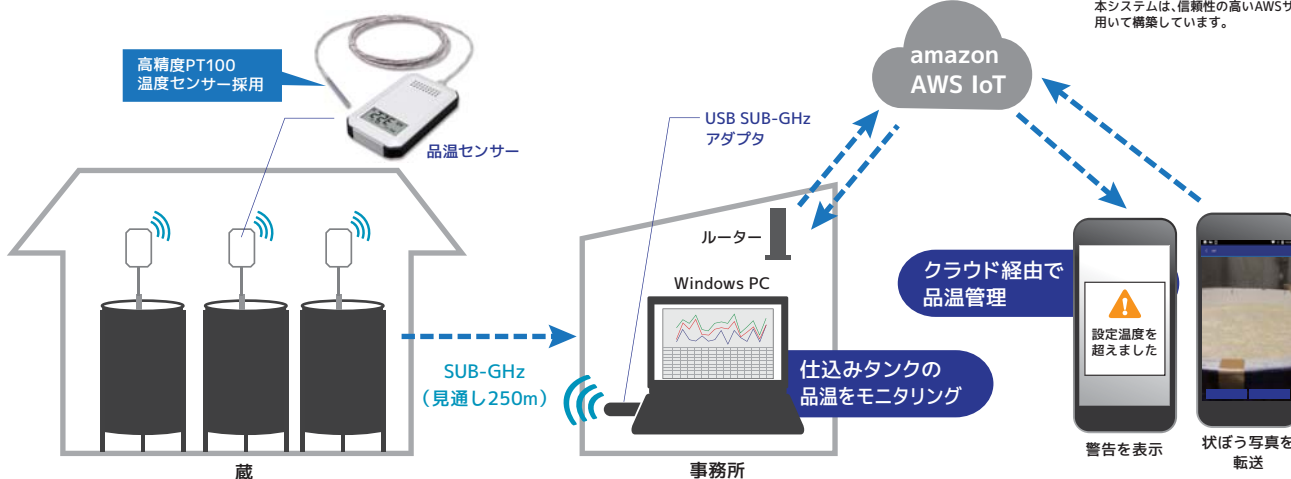 本システムは、信頼性の高いAWSサ
用いて構築しています。
高精度PT100
温度センサー採用
品温センサー
USB SUB-GHz
アダプタ
amazon
AWS IoT
ルーター
Windows PC
クラウド経由で
品温管理
設定温度を
超えました
SUB-GHz
（見通し250m）
仕込みタンクの
品温をモニタリング
警告を表示
状ぼう写真を
転送
蔵
事務所